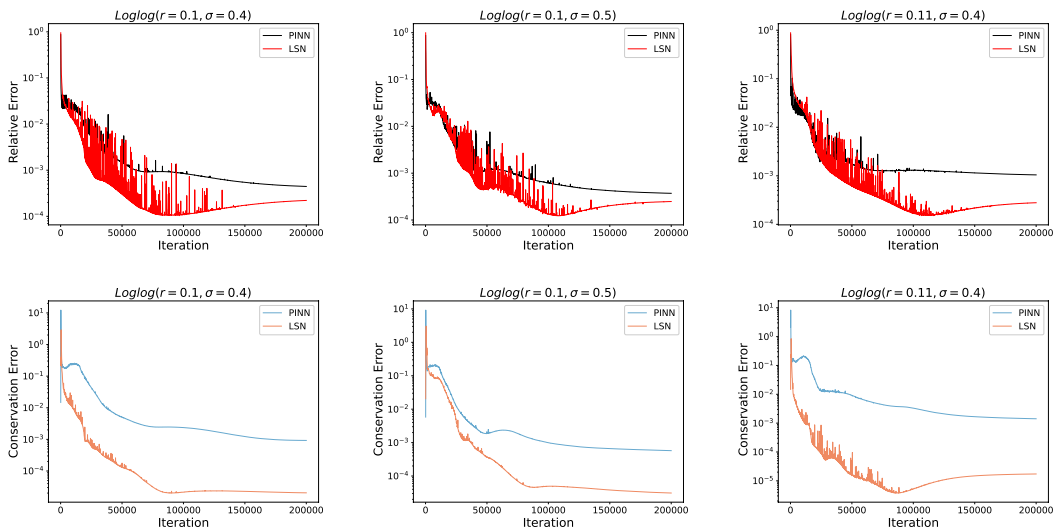 Loglog(r = 0.1, σ = 0.4)
Relative Error
10⁰
10⁻¹
10⁻²
10⁻³
10⁻⁴
PINN
LSN
0 50000 100000 150000 200000
Iteration
Loglog(r = 0.1, σ = 0.5)
Relative Error
10⁰
10⁻¹
10⁻²
10⁻³
10⁻⁴
PINN
LSN
0 50000 100000 150000 200000
Iteration
Loglog(r = 0.11, σ = 0.4)
Relative Error
10⁰
10⁻¹
10⁻²
10⁻³
10⁻⁴
PINN
LSN
0 50000 100000 150000 200000
Iteration
Loglog(r = 0.1, σ = 0.4)
Conservation Error
10¹
10⁰
10⁻¹
10⁻²
10⁻³
10⁻⁴
PINN
LSN
0 50000 100000 150000 200000
Iteration
Loglog(r = 0.1, σ = 0.5)
Conservation Error
10¹
10⁰
10⁻¹
10⁻²
10⁻³
10⁻⁴
PINN
LSN
0 50000 100000 150000 200000
Iteration
Loglog(r = 0.11, σ = 0.4)
Conservation Error
10¹
10⁰
10⁻¹
10⁻²
10⁻³
10⁻⁴
10⁻⁵
PINN
LSN
0 50000 100000 150000 200000
Iteration